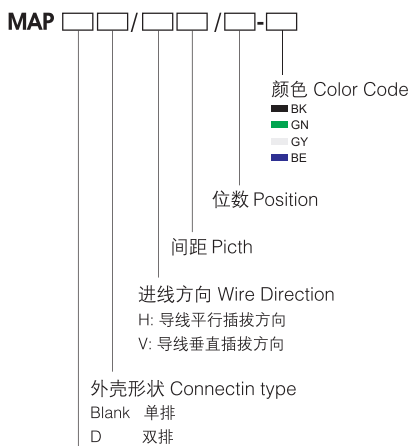 MAP □□/□□/□-□
颜色 Color Code
BK
GN
GY
BE
位数 Position
间距 Picth
进线方向 Wire Direction
H: 导线平行插拔方向
V: 导线垂直插拔方向
外壳形状 Connectin type
Blank 单排
D 双排